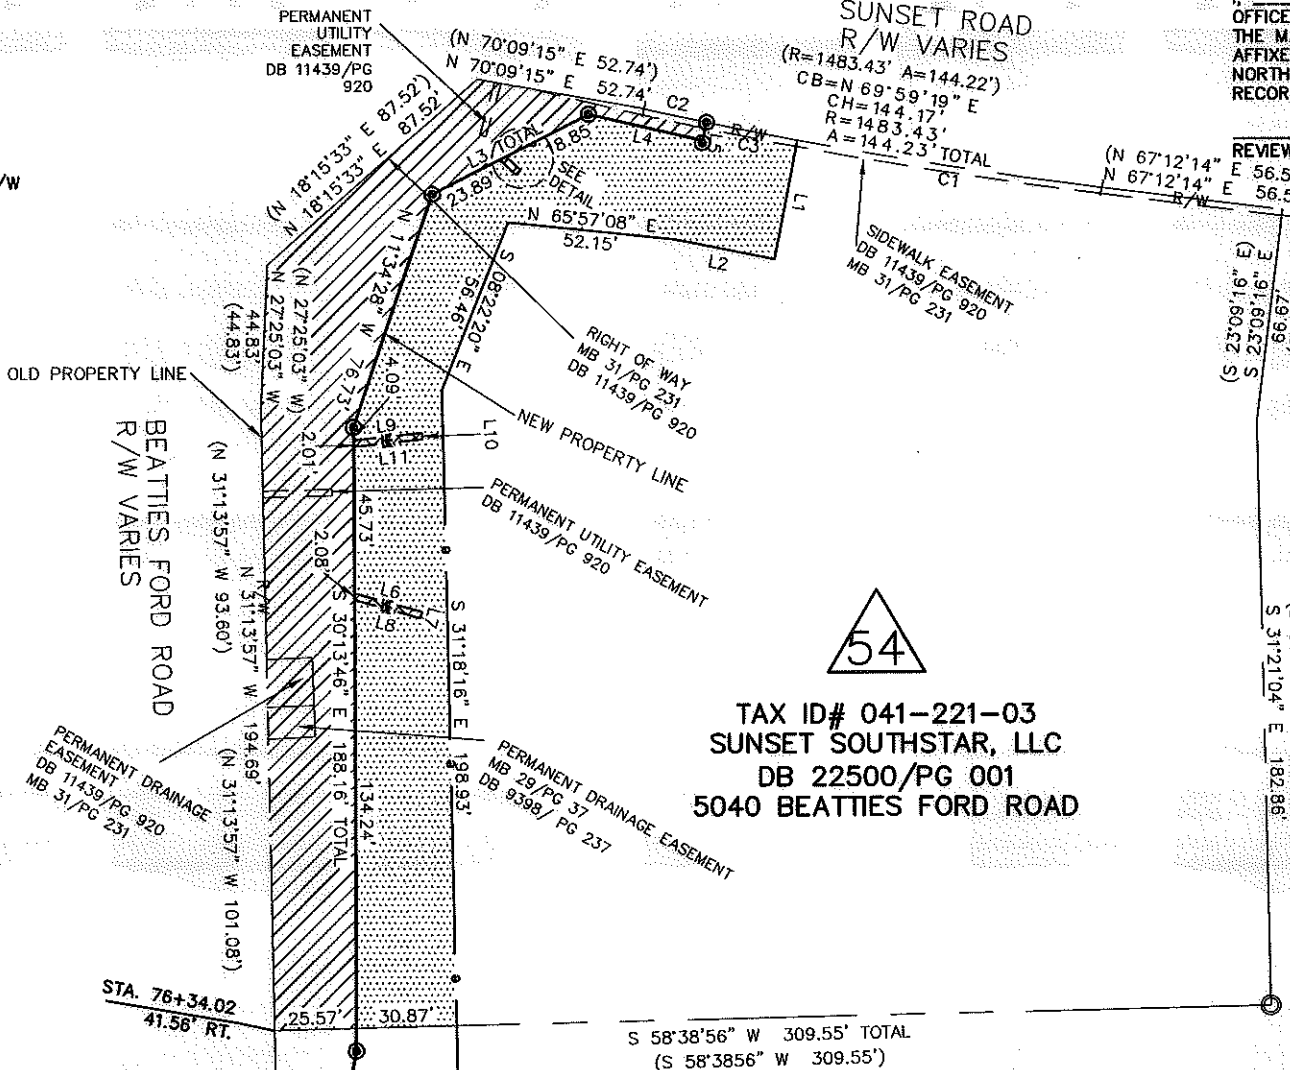 PERMANENT
UTILITY
EASEMENT
DB 11439/PG
920
(N 70°09'15" E 52.74')
N 70°09'15" E 52.74'
SUNSET ROAD
R/W VARIES
(R=1483.43' A=144.22')
CB=N 69°59'19" E
CH=144.17'
R=1483.43'
A=144.23' TOTAL
C2
R/W
C3
C1
OFFICE
THE M
AFFIXE
NORTH
RECOR
REVIEW
(N 67°12'14" E 56.5
N 67°12'14" E 56.5
R/W
/W
(N 18°15'33" E 87.52')
N 18°15'33" E 87.52'
L3 TOTAL
23.89'
8.85'
L4
L5
L1
SEE
DETAIL
N 65°57'08" E
52.15'
L2
SIDEWALK EASEMENT
DB 11439/PG 920
MB 31/PG 231
(S 23°09'16" E)
S 23°09'16" E
69.97'
N 11°34'28" W 76.73'
4.09'
S 08°22'20" E
56.46'
(N 27°25'03" W)
N 27°25'03" W
44.83'
(44.83')
RIGHT OF WAY
MB 31/PG 231
DB 11439/PG 920
OLD PROPERTY LINE
NEW PROPERTY LINE
BEATTIES FORD ROAD
R/W VARIES
L9
L10
L11
2.01'
45.73'
PERMANENT UTILITY EASEMENT
DB 11439/PG 920
(N 31°13'57" W 93.60')
N 31°13'57" W 194.69'
R/W
(N 31°13'57" W 101.08')
2.08'
L6
L7
L8
S 30°13'46" E 188.16' TOTAL
134.24'
S 31°18'16" E 198.93'
S 31°21'04" E 182.86'
54
TAX ID# 041-221-03
SUNSET SOUTHSTAR, LLC
DB 22500/PG 001
5040 BEATTIES FORD ROAD
PERMANENT DRAINAGE
EASEMENT
DB 11439/PG 920
MB 31/PG 231
PERMANENT DRAINAGE EASEMENT
MB 29/PG 37
DB 9398/ PG 237
STA. 76+34.02
41.56' RT.
25.57'
30.87'
S 58°38'56" W 309.55' TOTAL
(S 58°3856" W 309.55')